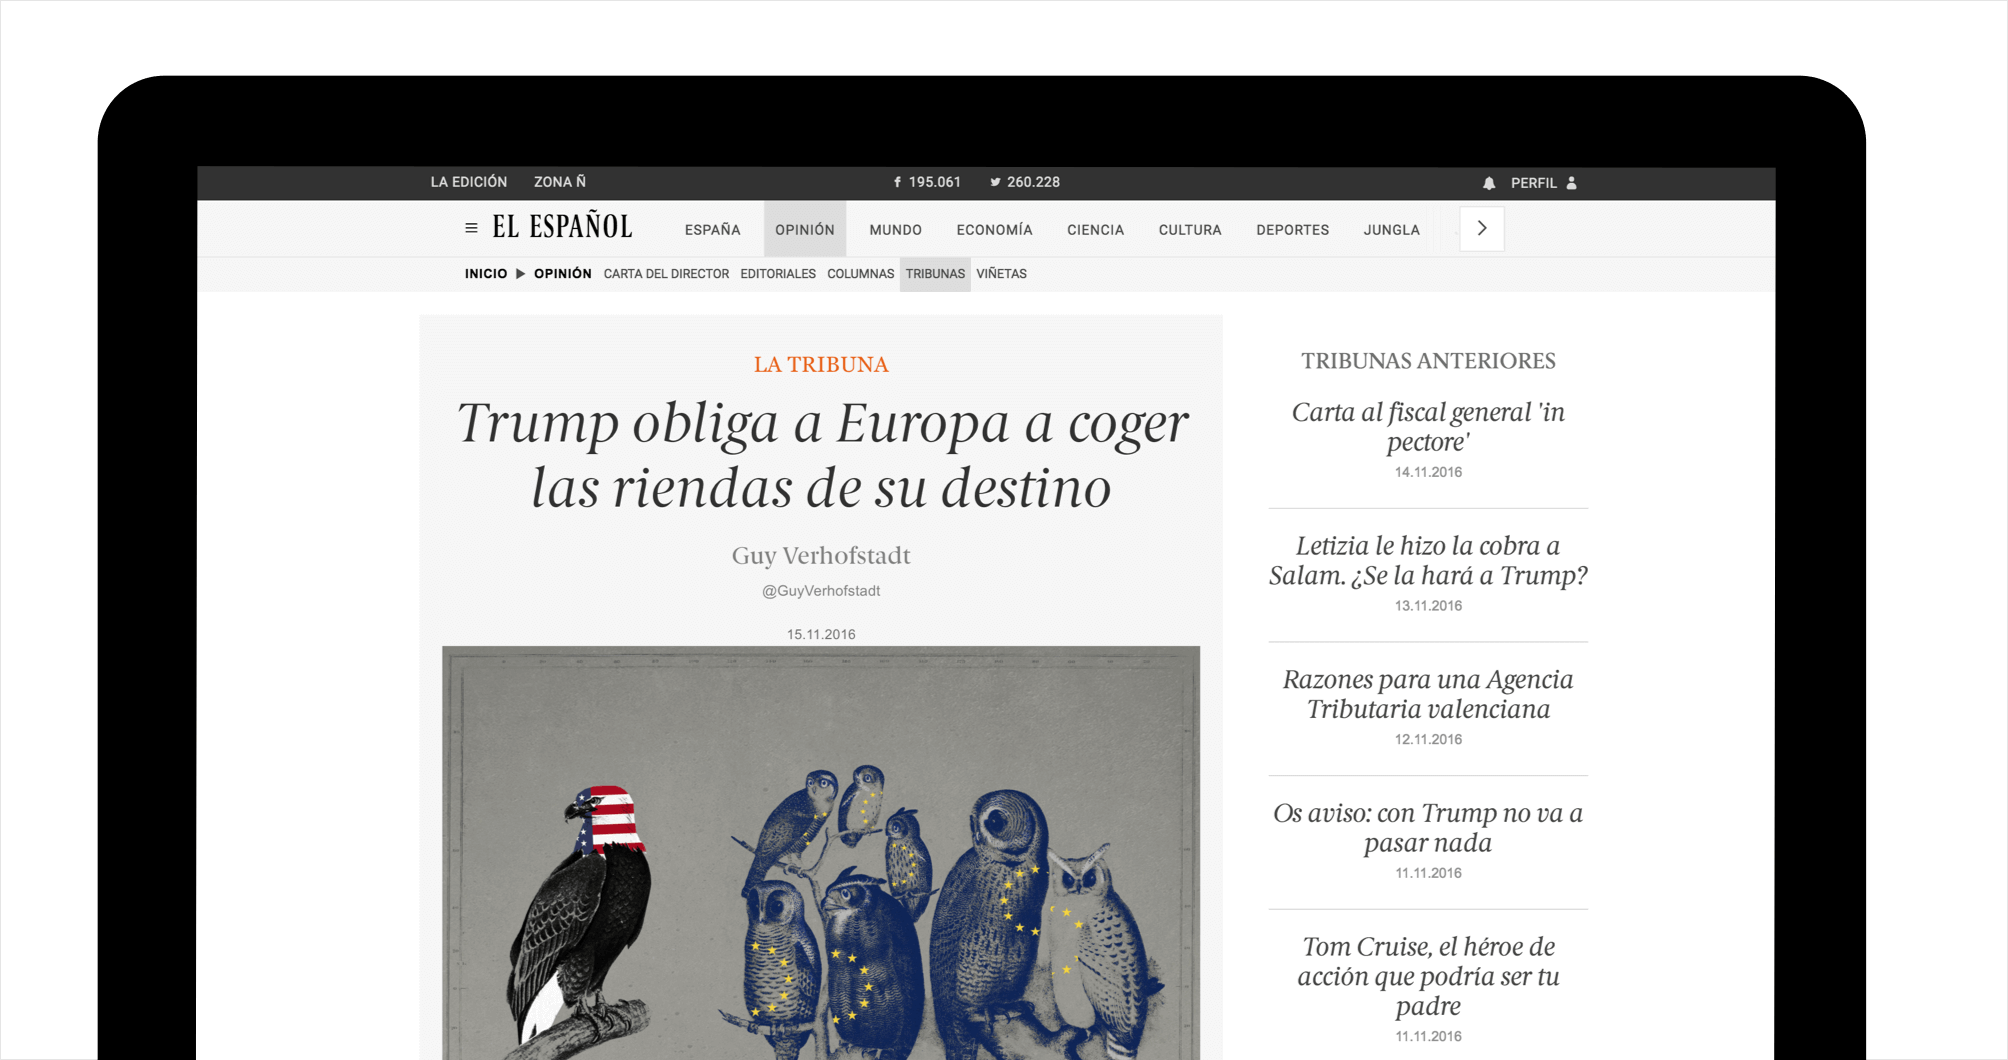 LA EDICIÓN ZONA Ñ 195.061 260.228 PERFIL
EL ESPAÑOL ESPAÑA OPINIÓN MUNDO ECONOMÍA CIENCIA CULTURA DEPORTES JUNGLA
INICIO ▶ OPINIÓN CARTA DEL DIRECTOR EDITORIALES COLUMNAS TRIBUNAS VIÑETAS
LA TRIBUNA
Trump obliga a Europa a coger
las riendas de su destino
Guy Verhofstadt
@GuyVerhofstadt
15.11.2016
TRIBUNAS ANTERIORES
Carta al fiscal general 'in
pectore'
14.11.2016
Letizia le hizo la cobra a
Salam. ¿Se la hará a Trump?
13.11.2016
Razones para una Agencia
Tributaria valenciana
12.11.2016
Os aviso: con Trump no va a
pasar nada
11.11.2016
Tom Cruise, el héroe de
acción que podría ser tu
padre
11.11.2016